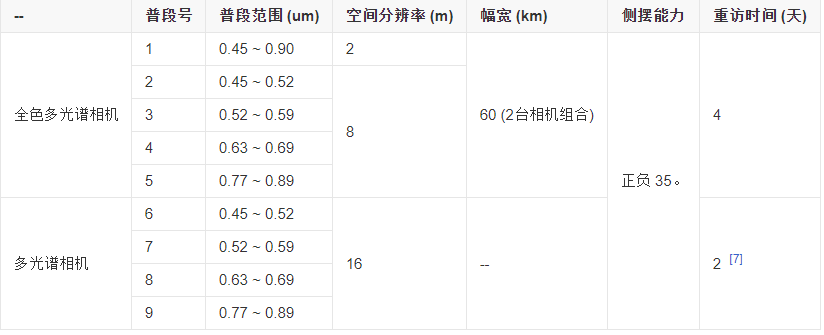 -- 普段号 普段范围 (um) 空间分辨率 (m) 幅宽 (km) 侧摆能力 重访时间 (天)
全色多光谱相机 1 0.45 ~ 0.90 2 60 (2台相机组合) 正负 35。 4
2 0.45 ~ 0.52 8
3 0.52 ~ 0.59
4 0.63 ~ 0.69
5 0.77 ~ 0.89
多光谱相机 6 0.45 ~ 0.52 16 -- 2 [7]
7 0.52 ~ 0.59
8 0.63 ~ 0.69
9 0.77 ~ 0.89